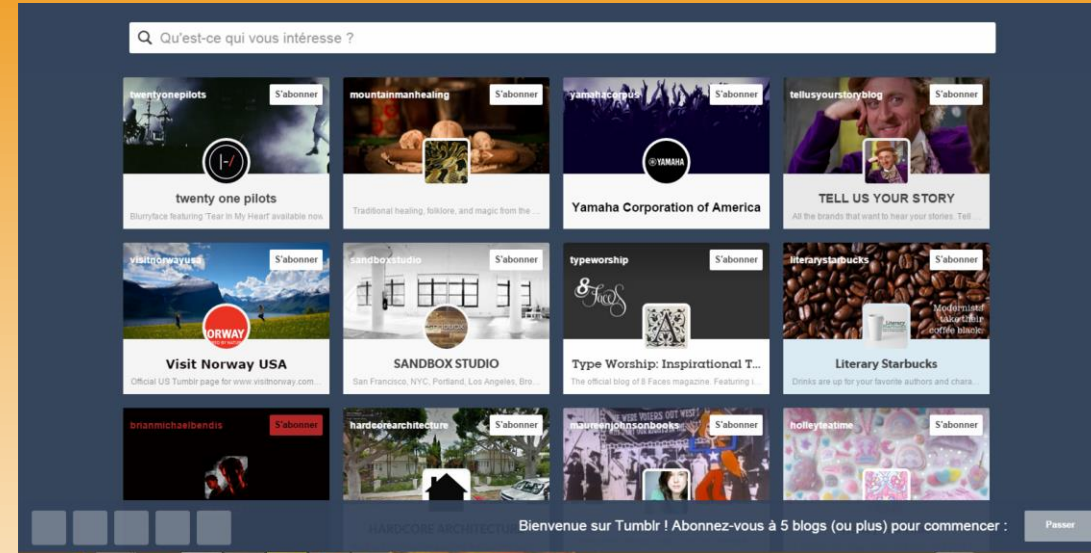 Qu'est-ce qui vous intéresse ?
twentyonepilots
S'abonner
mountainmanhealing
S'abonner
yamahacorpus
S'abonner
tellusyourstoryblog
S'abonner
|-/
YAMAHA
twenty one pilots
Blurryface featuring 'Tear In My Heart' available now.
Traditional healing, folklore, and magic from the ...
Yamaha Corporation of America
TELL US YOUR STORY
All the brands that want to hear your stories. Tell ...
visitnorwayusa
S'abonner
sandboxstudio
S'abonner
typeworship
S'abonner
literarystarbucks
S'abonner
8 Faces
Modernists
take their
coffee black.
ORWAY
SANDBOX
A
Literary
Visit Norway USA
Official US Tumblr page for www.visitnorway.com...
SANDBOX STUDIO
San Francisco, NYC, Portland, Los Angeles, Bro...
Type Worship: Inspirational T...
The official blog of 8 Faces magazine. Featuring i...
Literary Starbucks
Drinks are up for your favorite authors and chara...
brianmichaelbendis
S'abonner
hardcorearchitecture
S'abonner
maureenjohnsonbooks
S'abonner
holleyteatime
S'abonner
HARDCORE ARCHITECTURE
Bienvenue sur Tumblr ! Abonnez-vous à 5 blogs (ou plus) pour commencer :
Passer